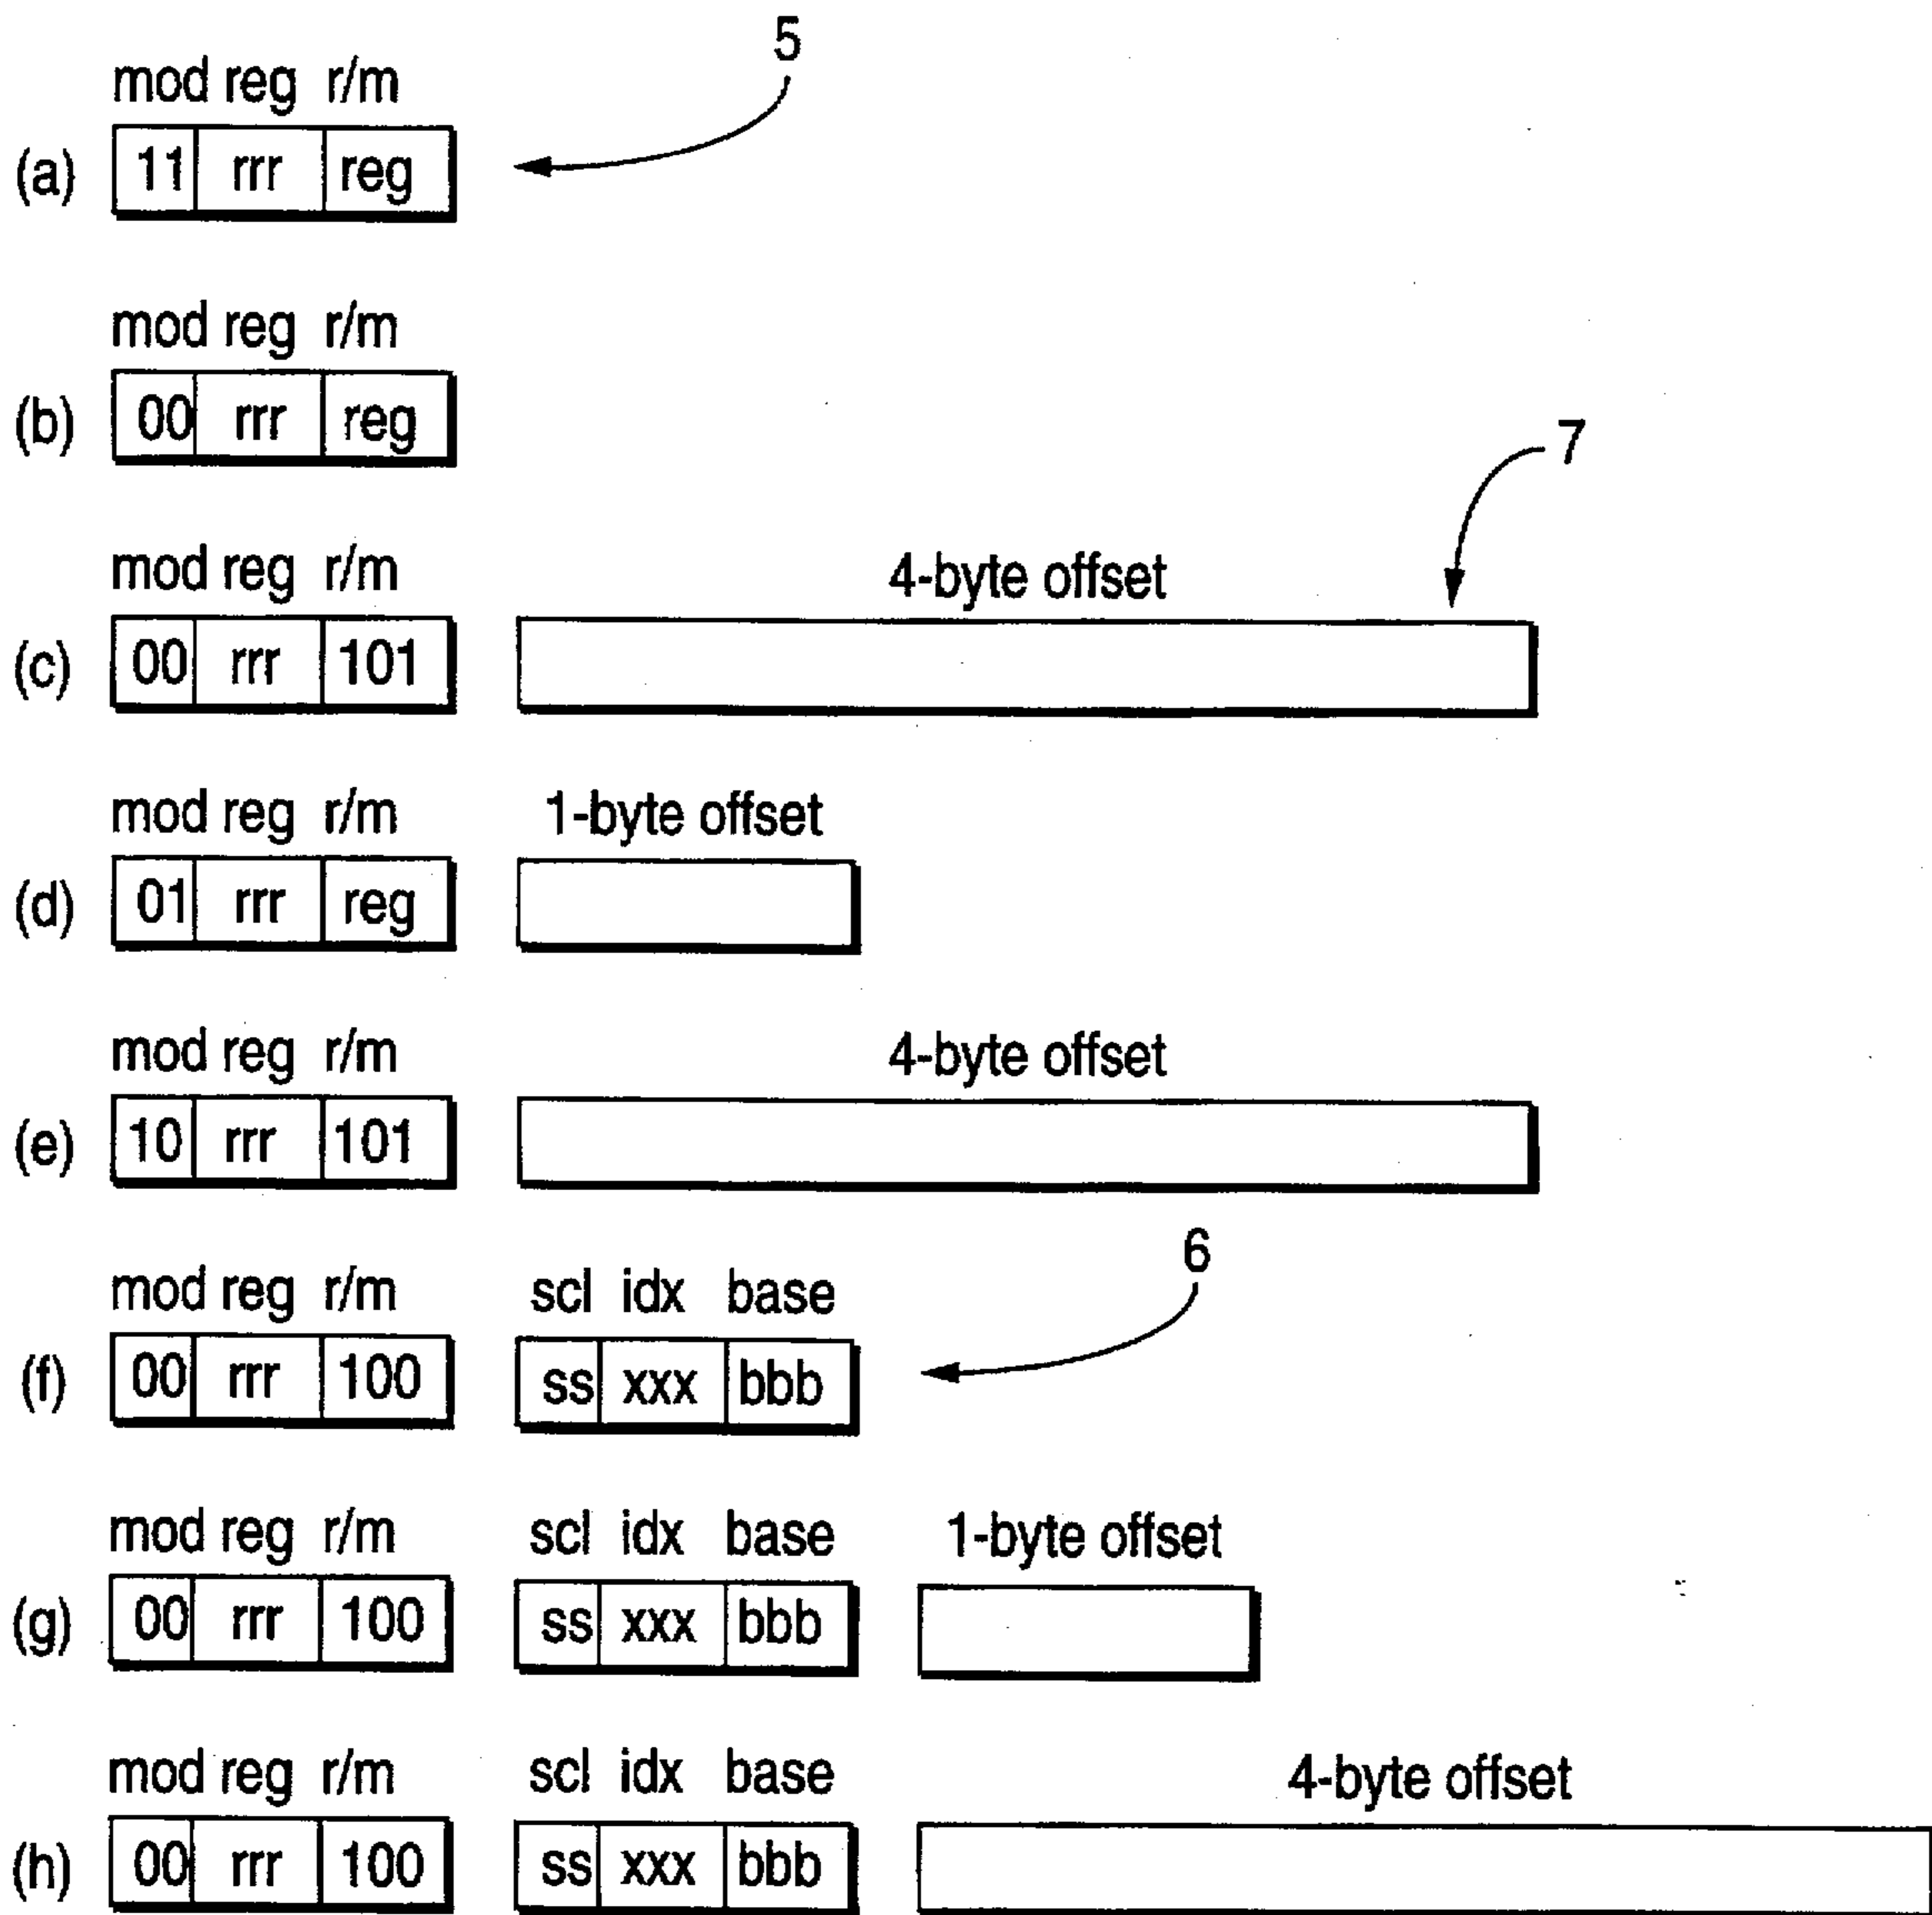 5
mod reg r/m
(a) 11 rrr reg
mod reg r/m
(b) 00 rrr reg
7
mod reg r/m 4-byte offset
(c) 00 rrr 101
mod reg r/m 1-byte offset
(d) 01 rrr reg
mod reg r/m 4-byte offset
(e) 10 rrr 101
6
mod reg r/m scl idx base
(f) 00 rrr 100 ss xxx bbb
mod reg r/m scl idx base 1-byte offset
(g) 00 rrr 100 ss xxx bbb
mod reg r/m scl idx base 4-byte offset
(h) 00 rrr 100 ss xxx bbb